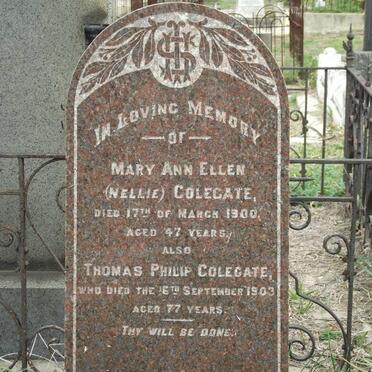 IHS
IN LOVING MEMORY
OF
MARY ANN ELLEN
(NELLIE) COLEGATE,
DIED 17TH OF MARCH 1900,
AGED 47 YEARS.
ALSO
THOMAS PHILIP COLEGATE,
WHO DIED THE 16TH SEPTEMBER 1903
AGED 77 YEARS.
THY WILL BE DONE.